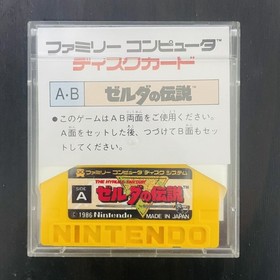 ファミリーコンピュータ
ディスクカード
A・B ゼルダの伝説
●このゲームはAB両面をご使用ください。
A面をセットした後、つづけてB面もセッ
トしてください。
ファミリーコンピュータ ディスクシステム
SIDE A
THE HYRULE FANTASY
ゼルダの伝説
©1986 Nintendo MADE IN JAPAN
NINTENDO